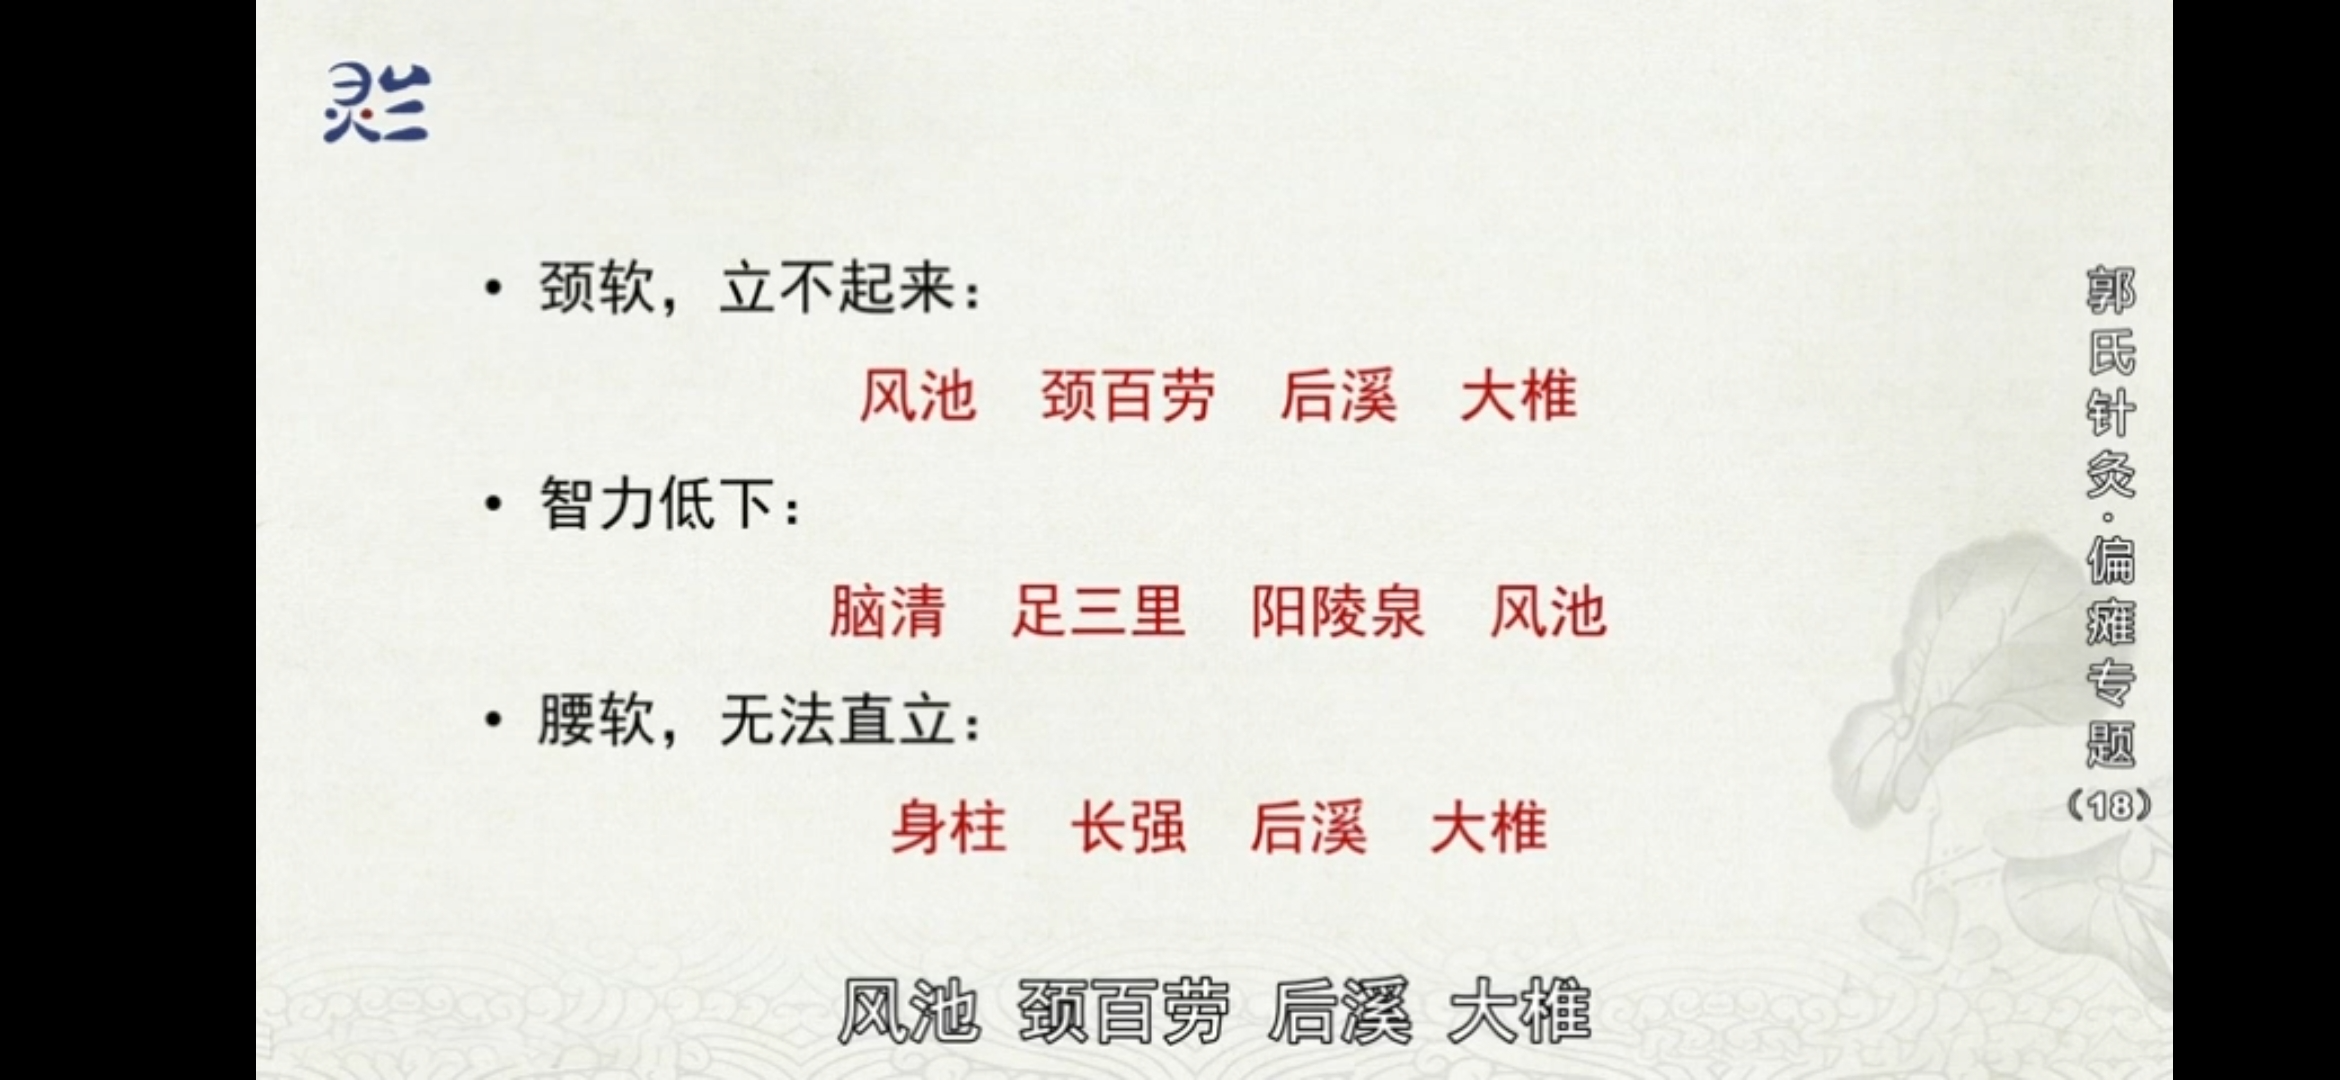 灵兰
• 颈软，立不起来：
风池 颈百劳 后溪 大椎
• 智力低下：
脑清 足三里 阳陵泉 风池
• 腰软，无法直立：
身柱 长强 后溪 大椎
郭氏针灸·偏瘫专题（18）
风池 颈百劳 后溪 大椎